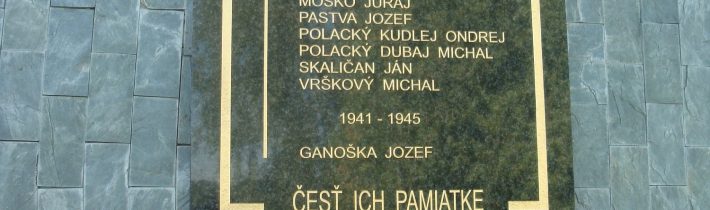 MOŠKO JURAJ
PASTVA JOZEF
POLACKÝ KUDLEJ ONDREJ
POLACKÝ DUBAJ MICHAL
SKALIČAN JÁN
VRŠKOVÝ MICHAL
1941 - 1945
GANOŠKA JOZEF
ČESŤ ICH PAMIATKE